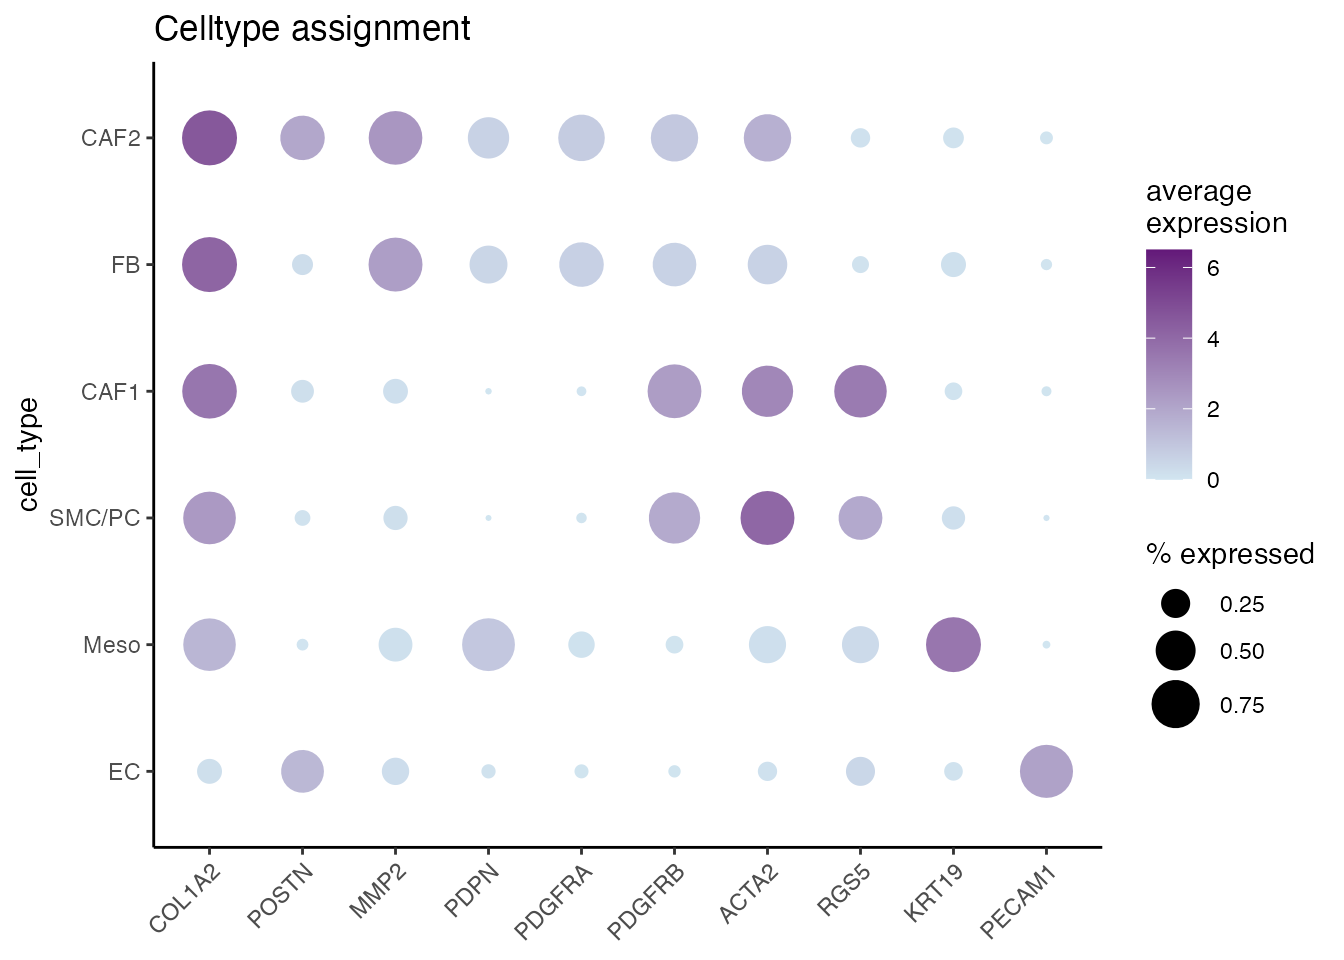 Celltype assignment
cell_type
CAF2
FB
CAF1
SMC/PC
Meso
EC
COL1A2
POSTN
MMP2
PDPN
PDGFRA
PDGFRB
ACTA2
RGS5
KRT19
PECAM1
average
expression
6
4
2
0
% expressed
0.25
0.50
0.75